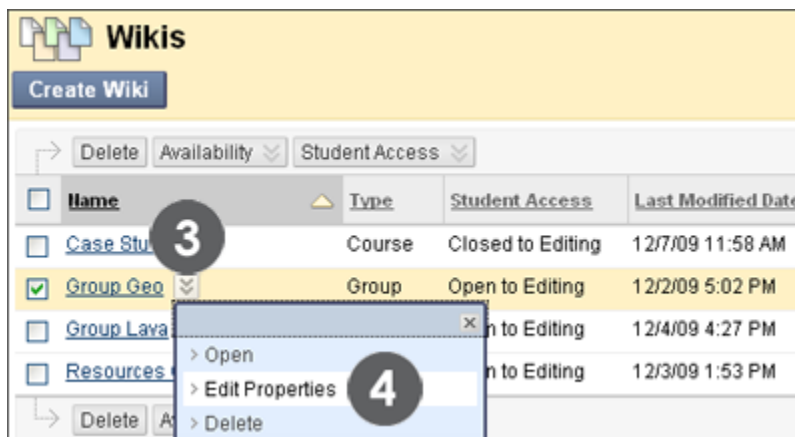 Wikis
Create Wiki
Delete Availability Student Access
Name Type Student Access Last Modified Date
Case 3 Course Closed to Editing 12/7/09 11:58 AM
Group Geo Group Open to Editing 12/2/09 5:02 PM
Group Lava to Editing 12/4/09 4:27 PM
> Open
Resources to Editing 12/3/09 1:53 PM
> Edit Properties 4
Delete
> Delete